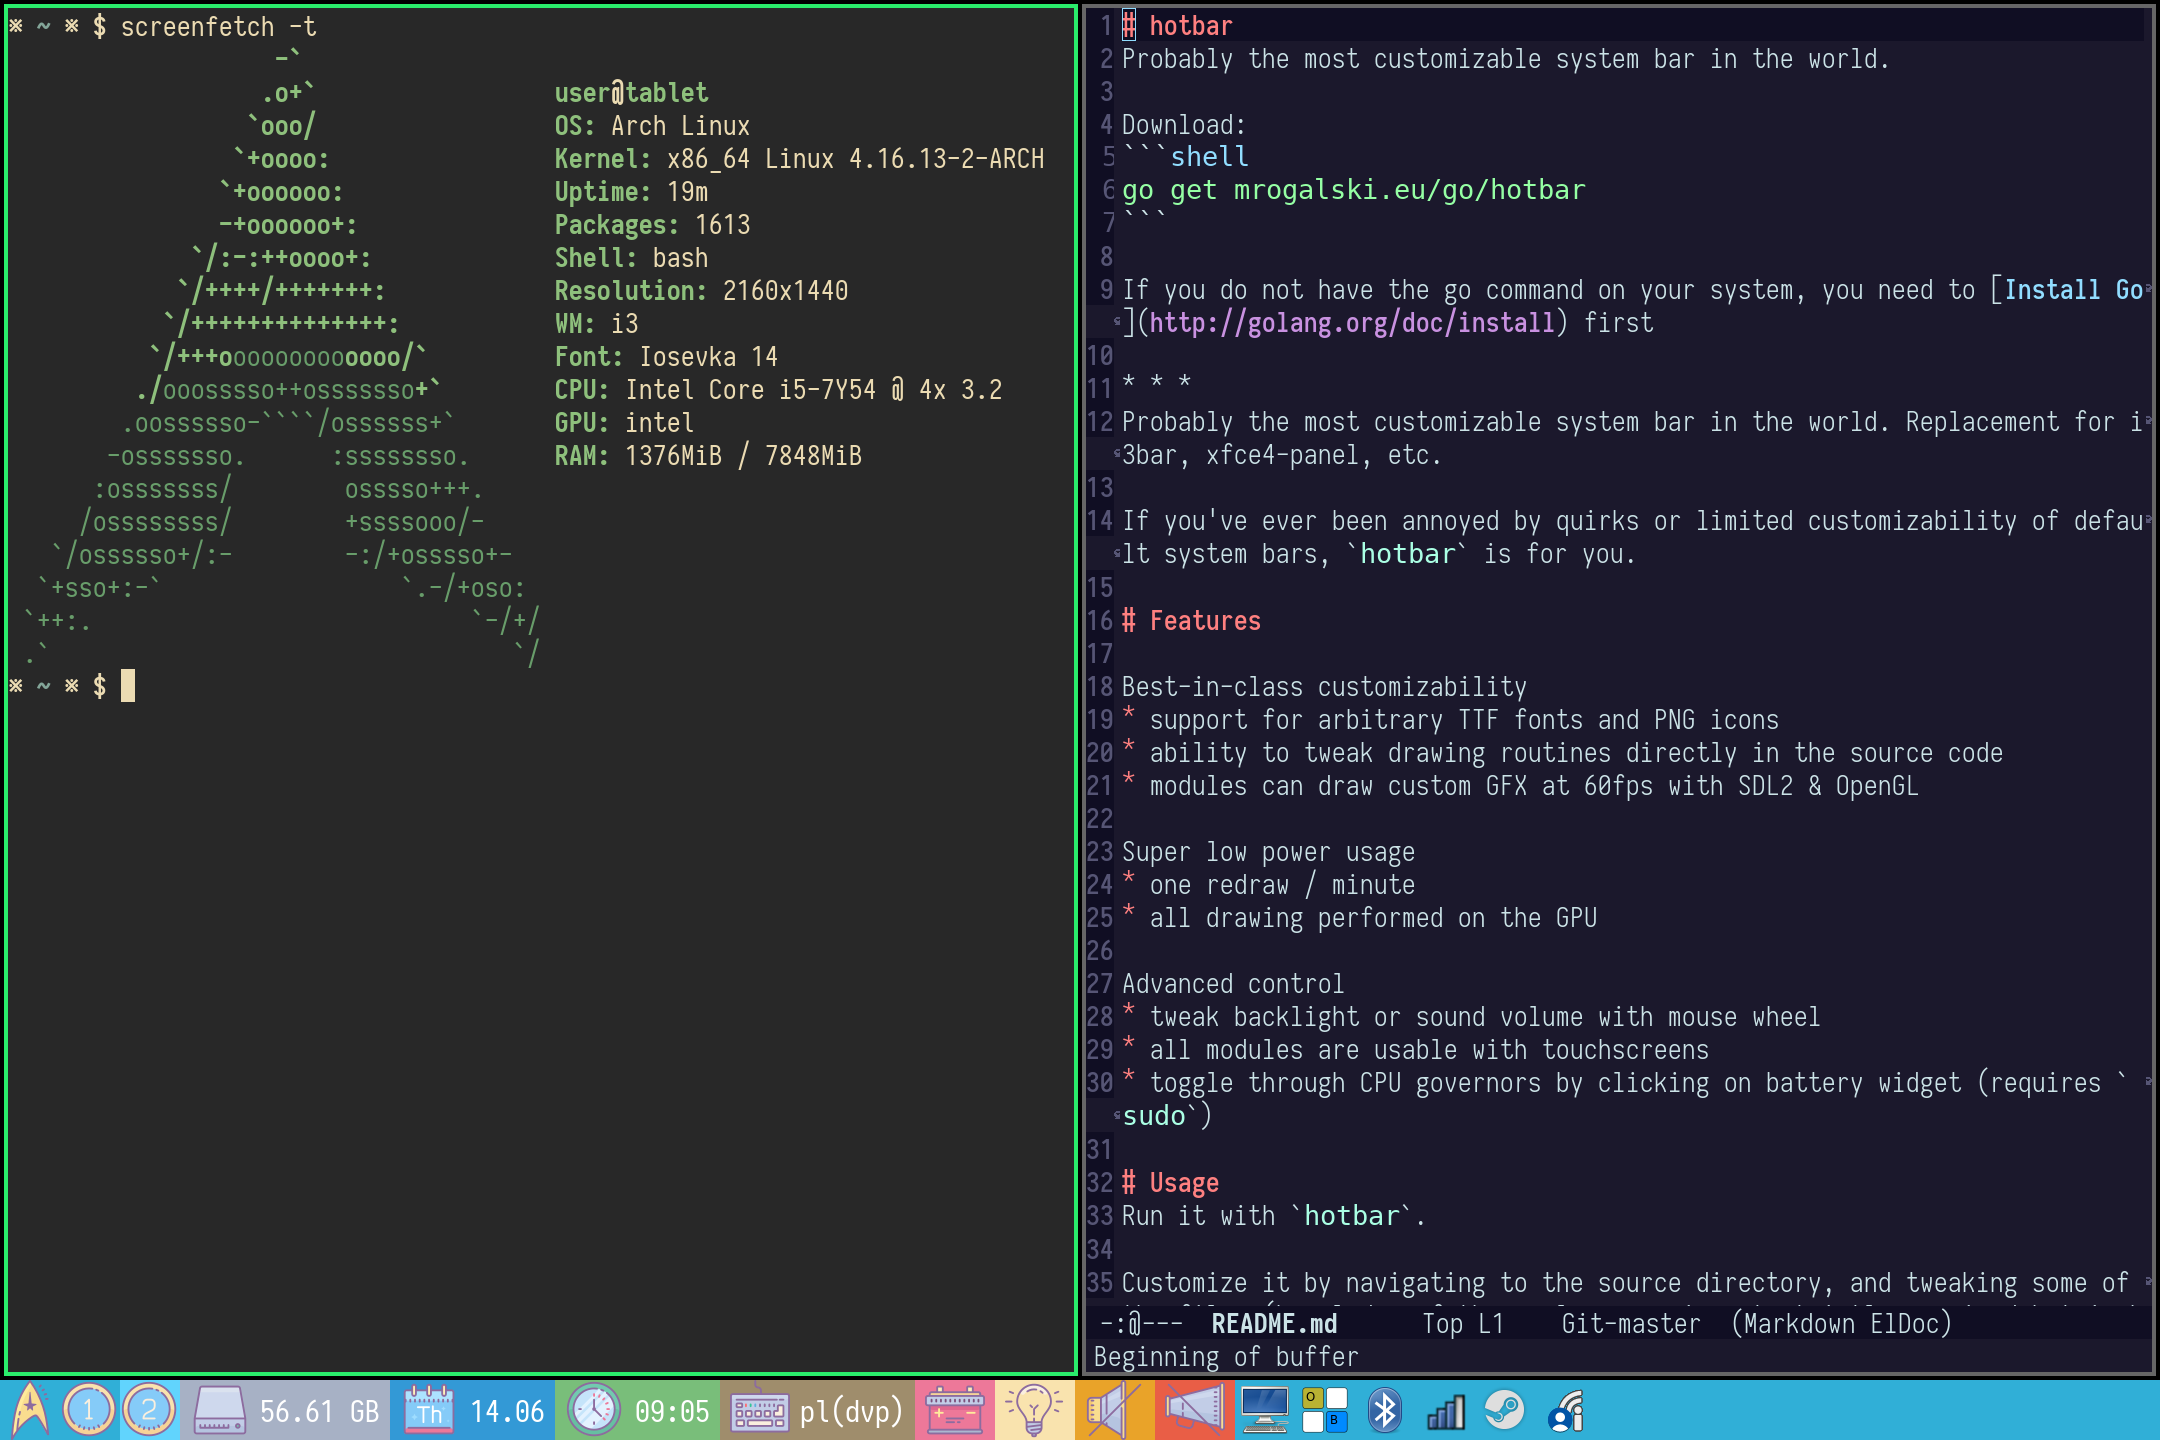 ※ ~ ※ $ screenfetch -t
-`
.o+`
`ooo/
`+oooo:
`+oooooo:
-+oooooo+:
`/:-:++oooo+:
`/++++/+++++++:
`/++++++++++++++:
`/+++ooooooooooooo/`
./ooosssso++osssssso+`
.oossssso-````/ossssss+`
-osssssso.      :ssssssso.
:osssssss/        osssso+++.
/ossssssss/        +ssssooo/-
`/ossssso+/:-        -:/+osssso+-
`+sso+:-`                 `.-/+oso:
`++:.                           `-/+/
.`                                 `/
user@tablet
OS: Arch Linux
Kernel: x86_64 Linux 4.16.13-2-ARCH
Uptime: 19m
Packages: 1613
Shell: bash
Resolution: 2160x1440
WM: i3
Font: Iosevka 14
CPU: Intel Core i5-7Y54 @ 4x 3.2
GPU: intel
RAM: 1376MiB / 7848MiB
※ ~ ※ $
1 # hotbar
2 Probably the most customizable system bar in the world.
3
4 Download:
5 ```shell
6 go get mrogalski.eu/go/hotbar
7 ```
8
9 If you do not have the go command on your system, you need to [Install Go
](http://golang.org/doc/install) first
10
11 * * *
12 Probably the most customizable system bar in the world. Replacement for i
3bar, xfce4-panel, etc.
13
14 If you've ever been annoyed by quirks or limited customizability of defau
lt system bars, `hotbar` is for you.
15
16 # Features
17
18 Best-in-class customizability
19 * support for arbitrary TTF fonts and PNG icons
20 * ability to tweak drawing routines directly in the source code
21 * modules can draw custom GFX at 60fps with SDL2 & OpenGL
22
23 Super low power usage
24 * one redraw / minute
25 * all drawing performed on the GPU
26
27 Advanced control
28 * tweak backlight or sound volume with mouse wheel
29 * all modules are usable with touchscreens
30 * toggle through CPU governors by clicking on battery widget (requires `
sudo`)
31
32 # Usage
33 Run it with `hotbar`.
34
35 Customize it by navigating to the source directory, and tweaking some of
-:@---  README.md      Top L1    Git-master  (Markdown ElDoc)
Beginning of buffer
1 2 56.61 GB Th 14.06 09:05 pl(dvp) O B